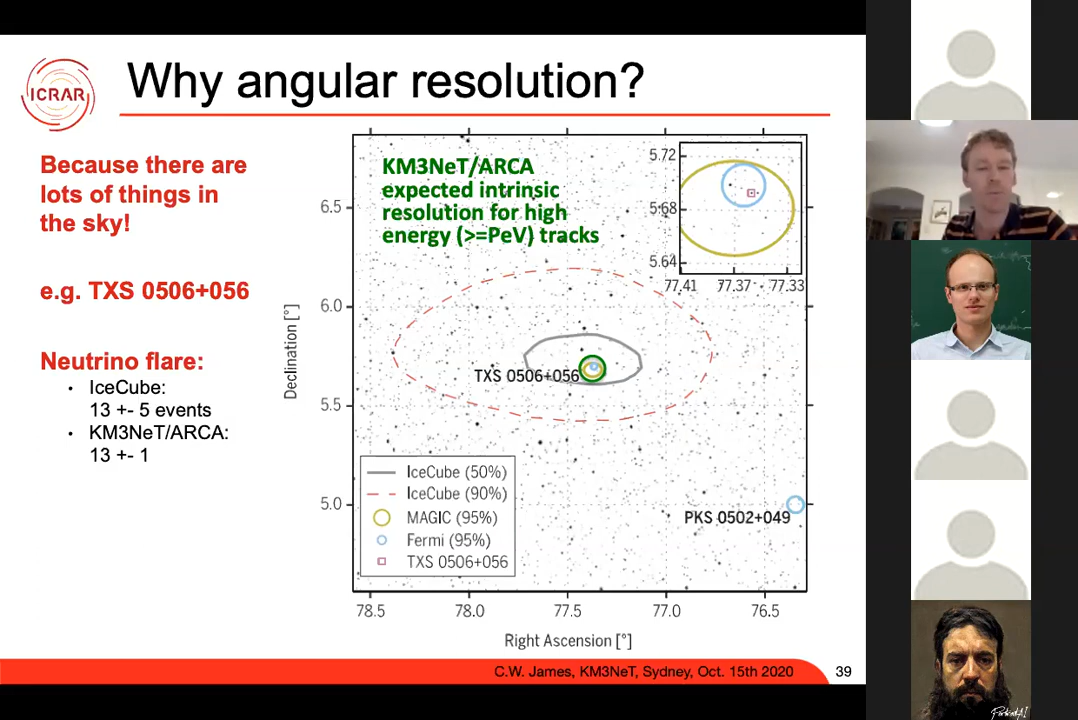 ICRAR
Why angular resolution?
Because there are
lots of things in
the sky!
e.g. TXS 0506+056
Neutrino flare:
• IceCube:
13 +- 5 events
• KM3NeT/ARCA:
13 +- 1
KM3NeT/ARCA
expected intrinsic
resolution for high
energy (>=PeV) tracks
5.72
5.68
5.64
77.41 77.37 77.33
6.5
6.0
5.5
5.0
Declination [°]
TXS 0506+056
PKS 0502+049
IceCube (50%)
IceCube (90%)
MAGIC (95%)
Fermi (95%)
TXS 0506+056
78.5 78.0 77.5 77.0 76.5
Right Ascension [°]
C.W. James, KM3NeT, Sydney, Oct. 15th 2020
39